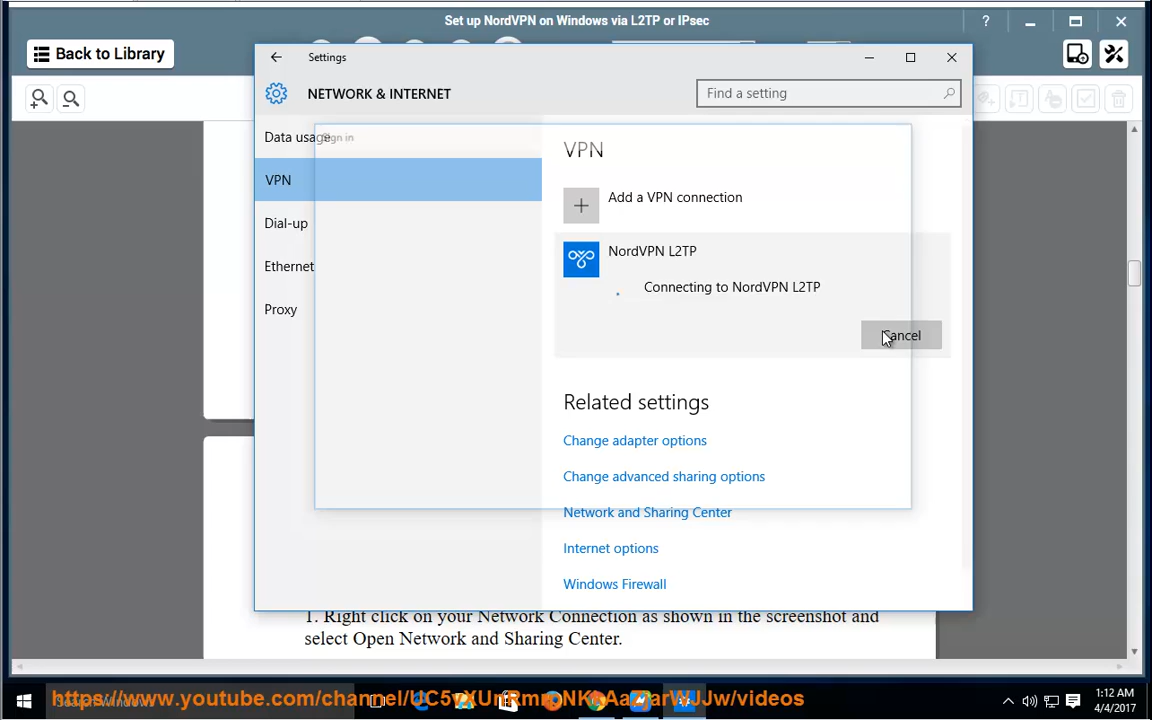 Set up NordVPN on Windows via L2TP or IPsec
?
Back to Library
Settings
NETWORK & INTERNET
Find a setting
Data usage
Sign in
VPN
Dial-up
Ethernet
Proxy
VPN
Add a VPN connection
NordVPN L2TP
Connecting to NordVPN L2TP
Cancel
Related settings
Change adapter options
Change advanced sharing options
Network and Sharing Center
Internet options
Windows Firewall
1. Right click on your Network Connection as shown in the screenshot and
select Open Network and Sharing Center.
Search Windows
1:12 AM
4/4/2017